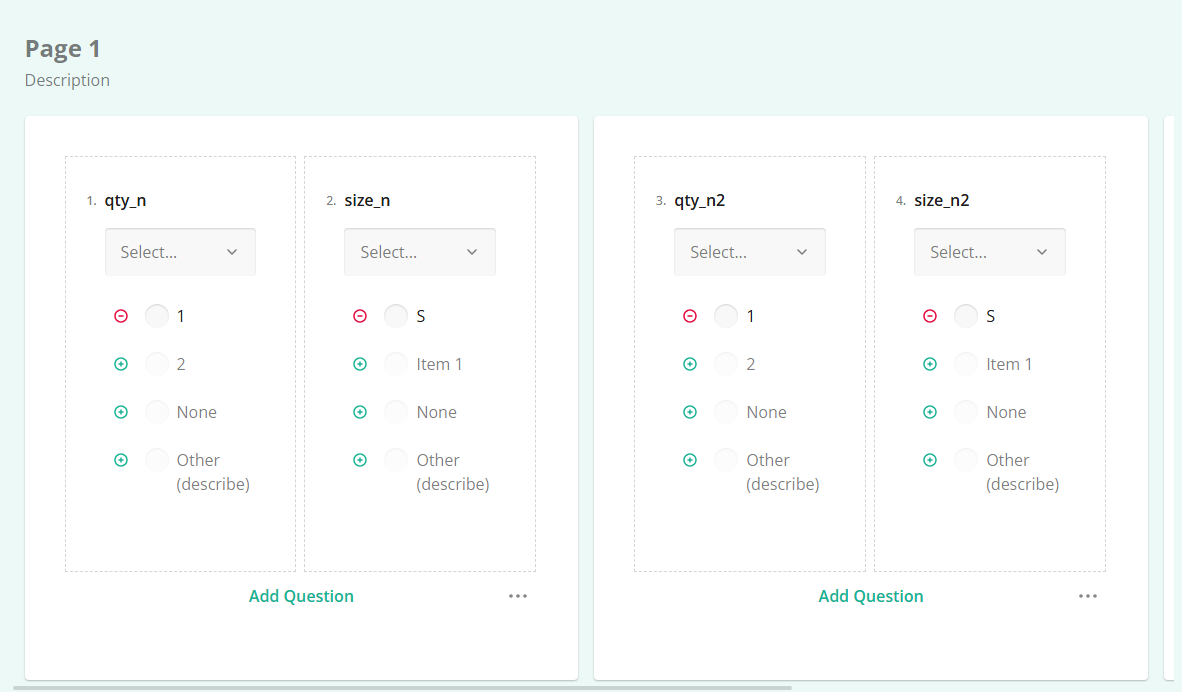 Page 1
Description
1. qty_n
Select...
1
2
None
Other
(describe)
2. size_n
Select...
S
Item 1
None
Other
(describe)
Add Question
3. qty_n2
Select...
1
2
None
Other
(describe)
4. size_n2
Select...
S
Item 1
None
Other
(describe)
Add Question